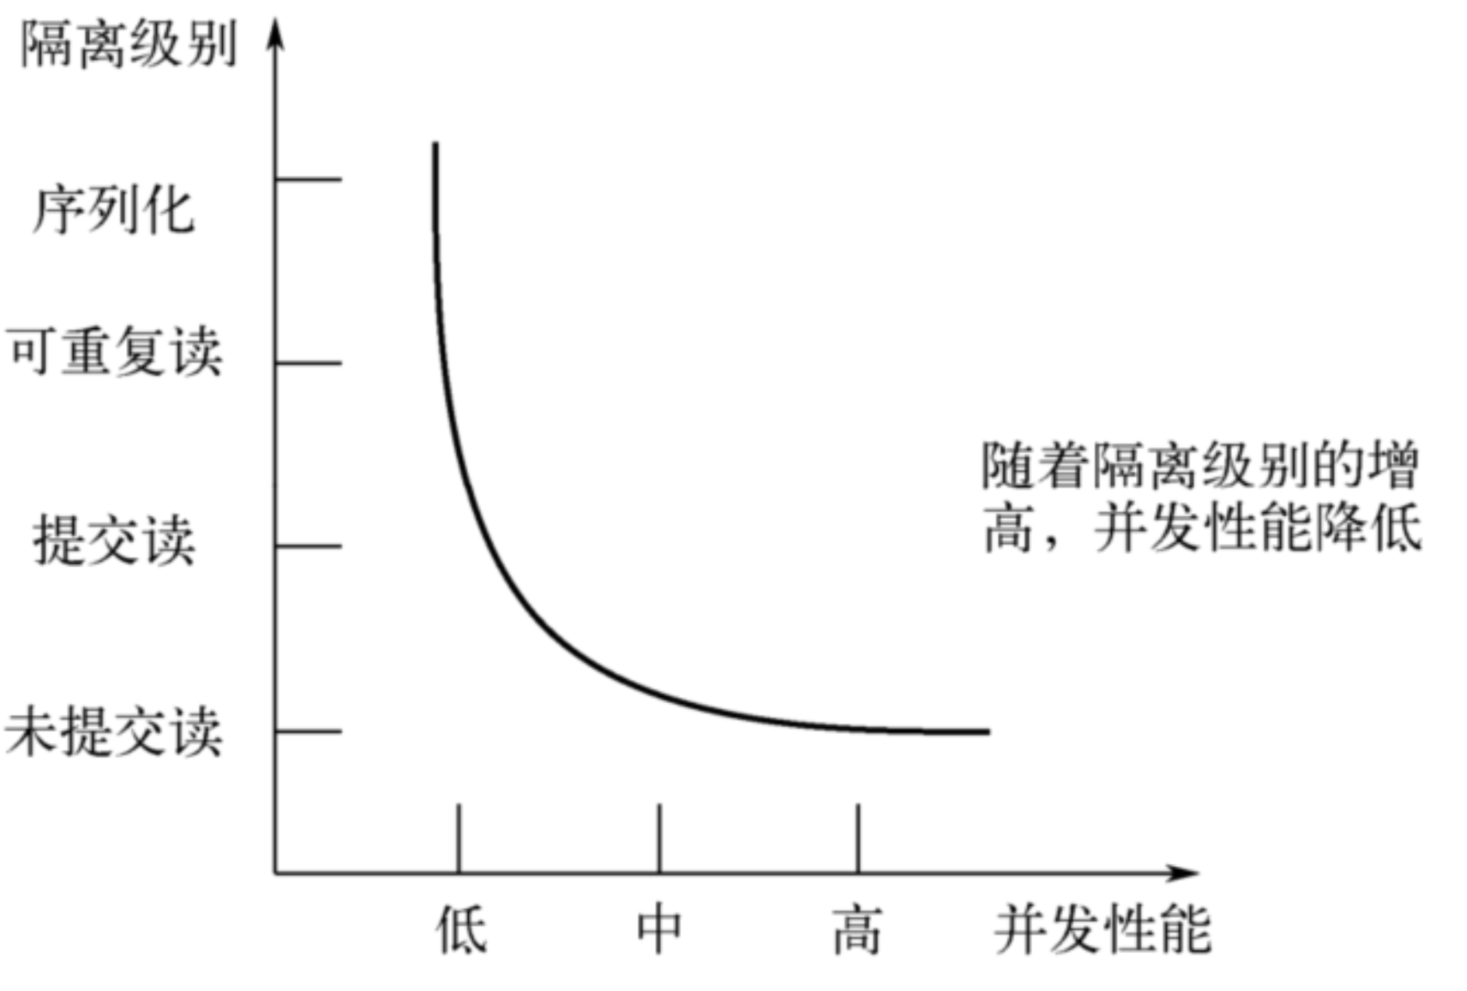 隔离级别
序列化
可重复读
提交读
未提交读
随着隔离级别的增
高，并发性能降低
低
中
高
并发性能